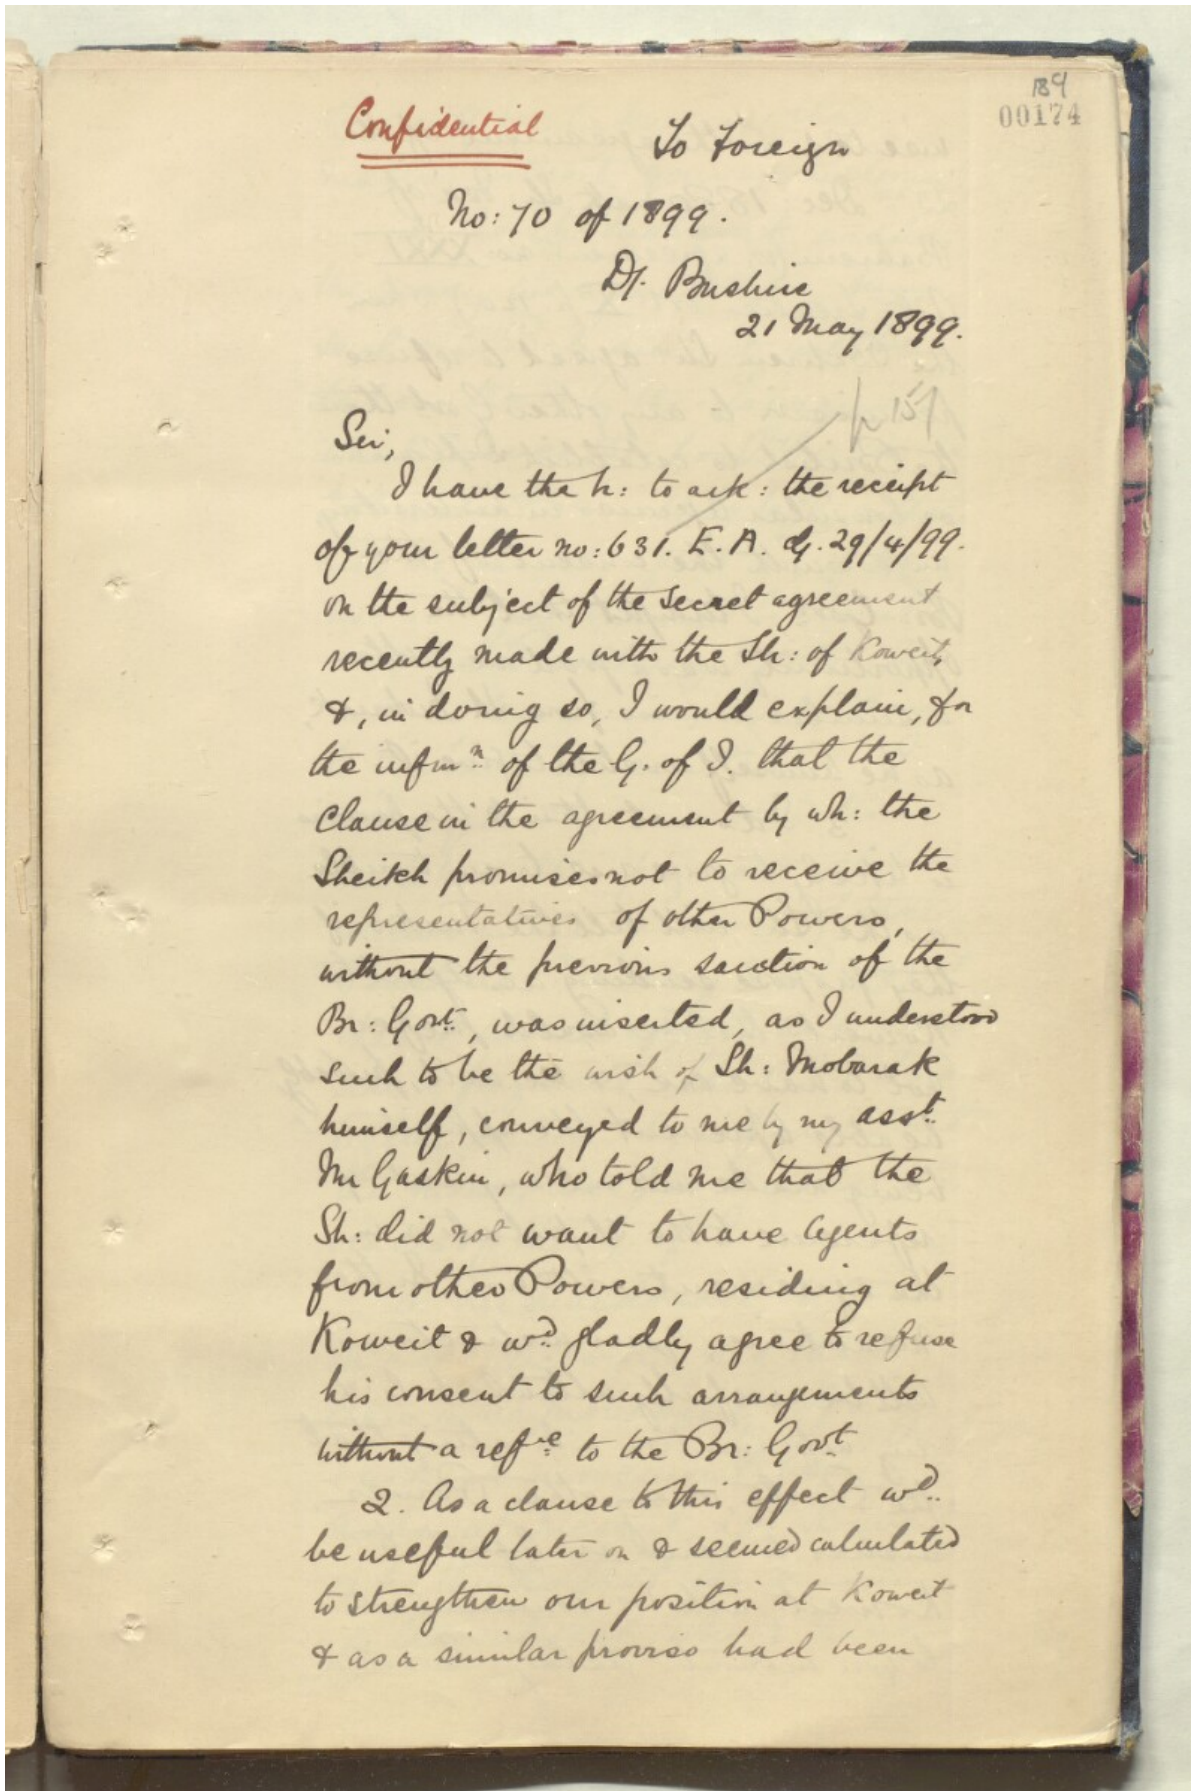 189
00174
Confidential
To Foreign
No: 70 of 1899.
D/. Bushire
21 May 1899.
p 151
Sir,
I have the h: to ack: the receipt
of your letter no: 631. E. A. d/. 29/4/99.
on the subject of the secret agreement
recently made with the Sh: of Koweit,
&, in doing so, I would explain, for
the infmn of the G. of I. that the
clause in the agreement by wh: the
Sheikh promises not to receive the
representatives of other Powers,
without the previous sanction of the
Br: Govt:, was inserted, as I understood
such to be the wish of Sh: Mobarak
himself, conveyed to me by my asst:
Mr Gaskin, who told me that the
Sh: did not want to have agents
from other Powers, residing at
Koweit & wd: gladly agree to refuse
his consent to such arrangements
without a refce to the Br: Govt:
2. As a clause to this effect wd..
be useful later on & seemed calculated
to strengthen our position at Koweit
& as a similar proviso had been